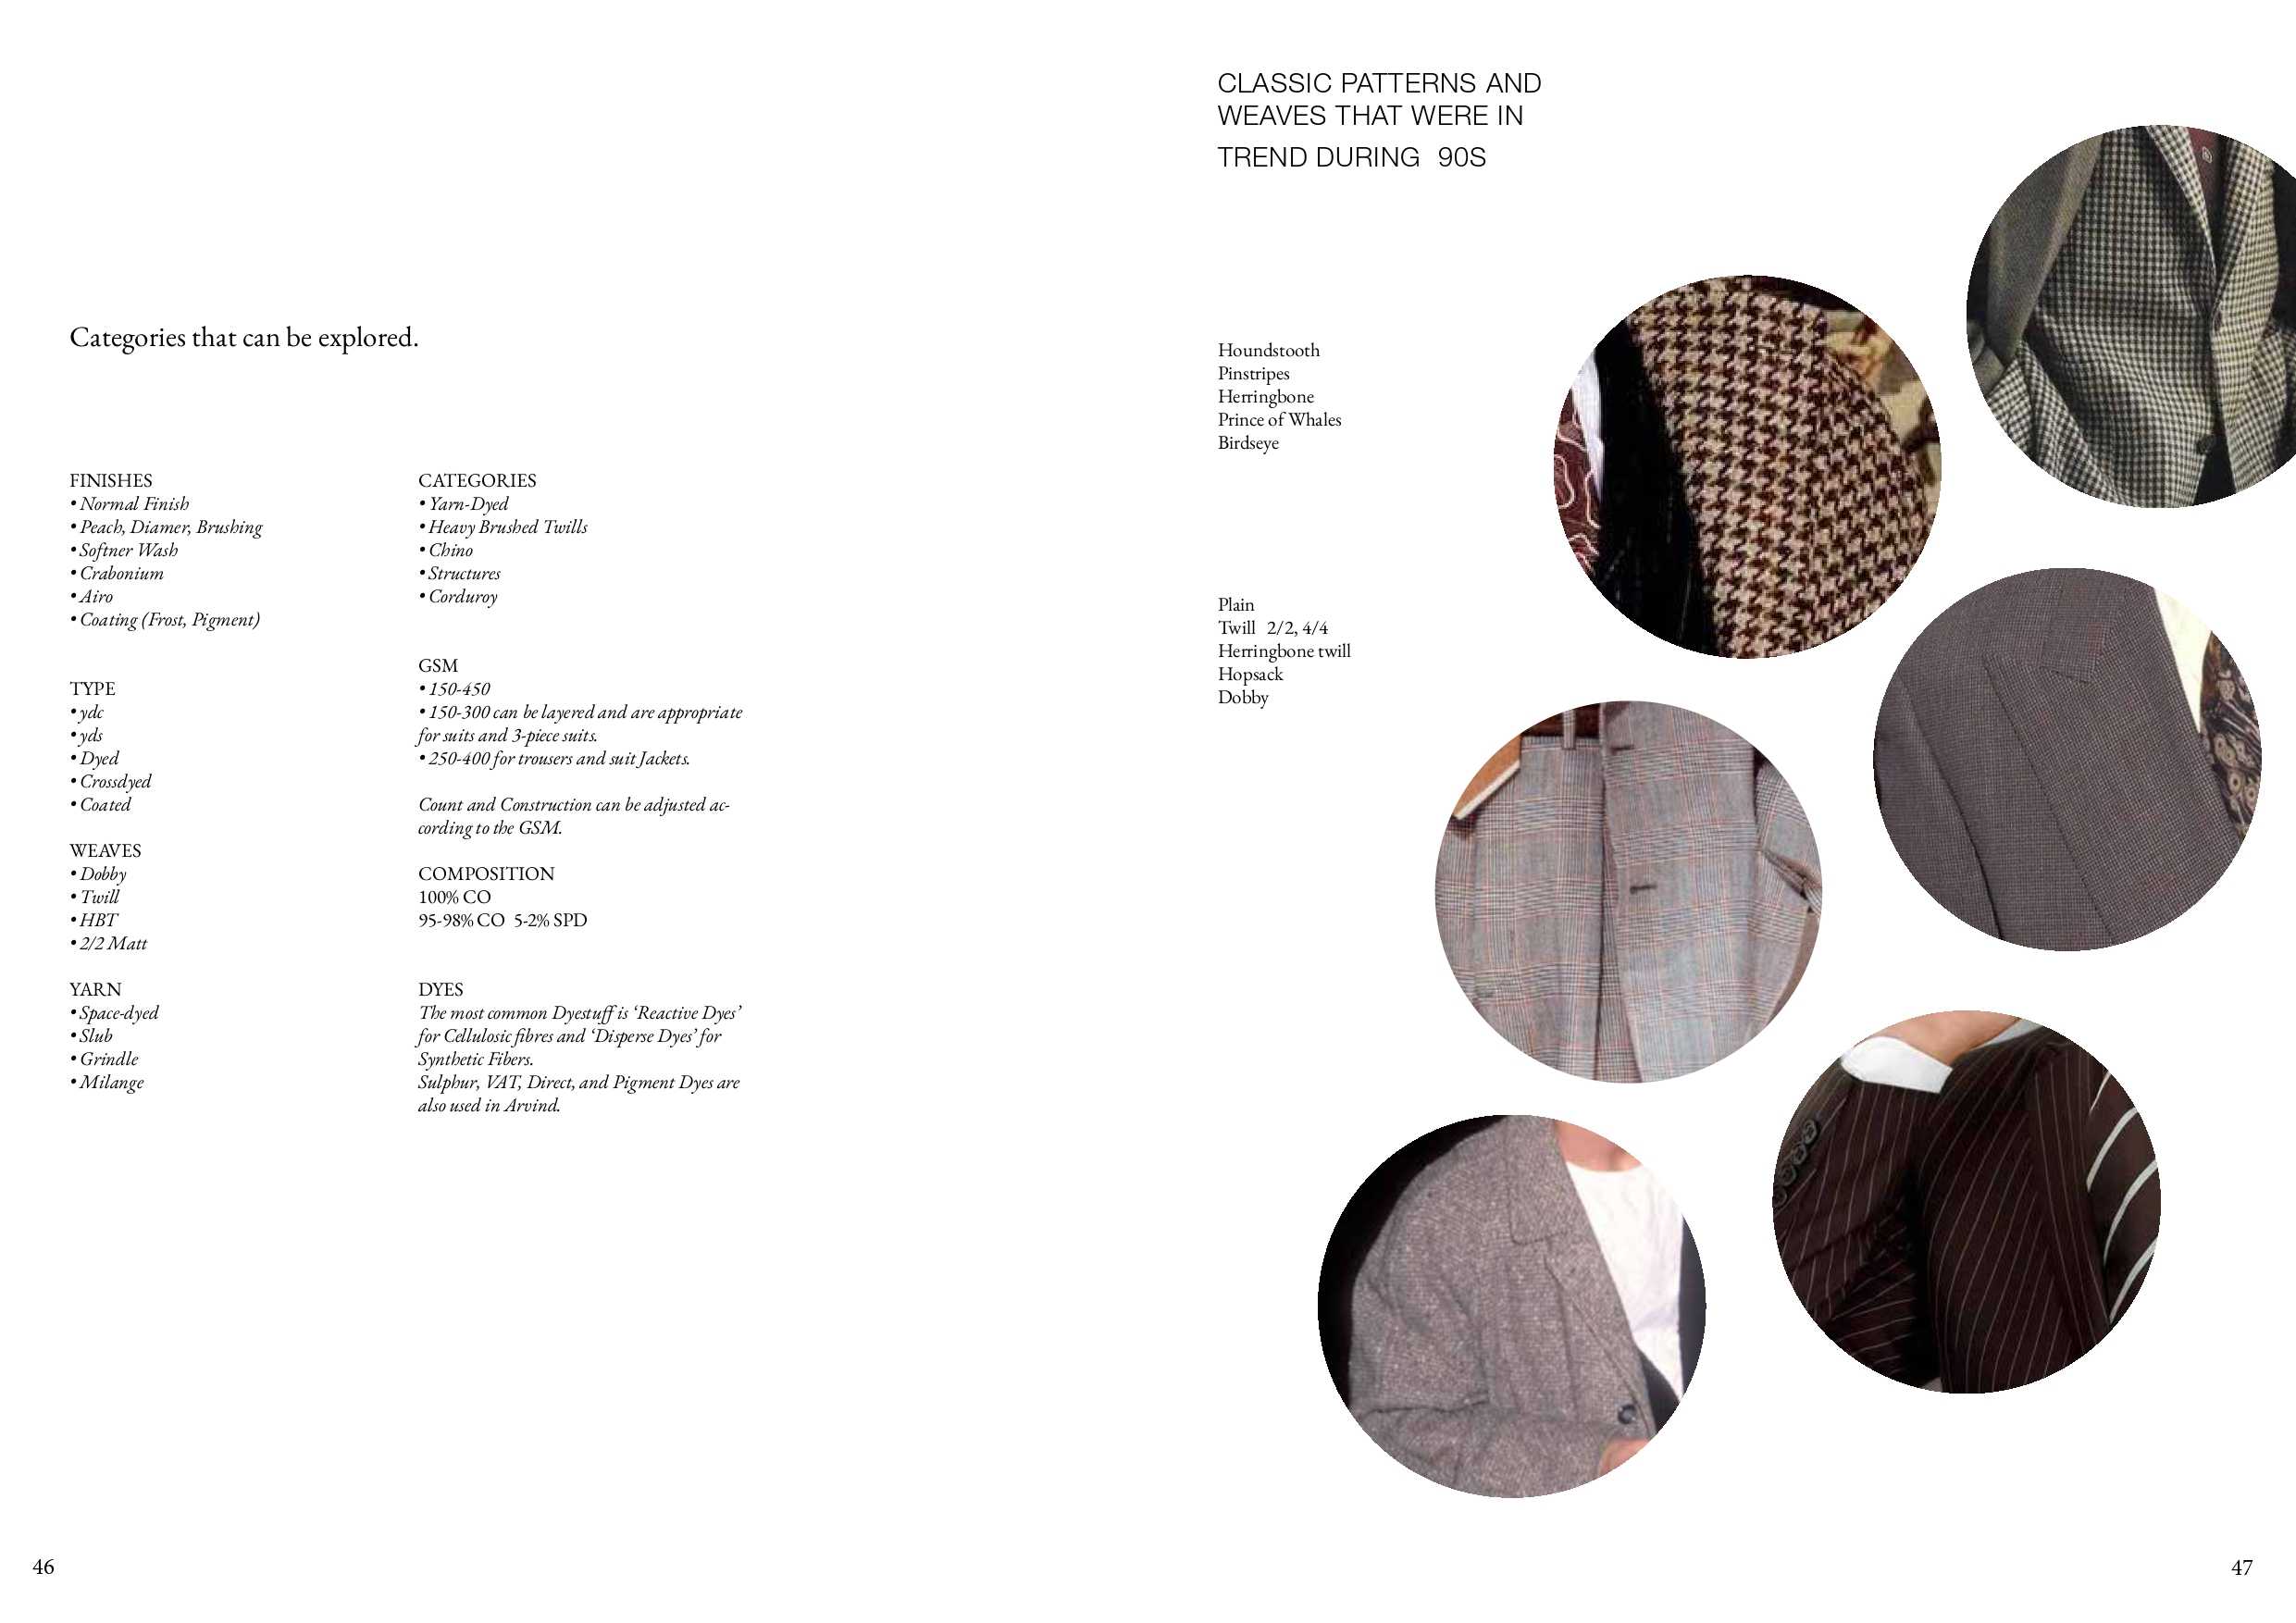 Categories that can be explored.
FINISHES
• Normal Finish
• Peach, Diamer, Brushing
• Softner Wash
• Crabonium
• Airo
• Coating (Frost, Pigment)
TYPE
• ydc
• yds
• Dyed
• Crossdyed
• Coated
WEAVES
• Dobby
• Twill
• HBT
• 2/2 Matt
YARN
• Space-dyed
• Slub
• Grindle
• Milange
CATEGORIES
• Yarn-Dyed
• Heavy Brushed Twills
• Chino
• Structures
• Corduroy
GSM
• 150-450
• 150-300 can be layered and are appropriate
for suits and 3-piece suits.
• 250-400 for trousers and suit Jackets.
Count and Construction can be adjusted ac-
cording to the GSM.
COMPOSITION
100% CO
95-98% CO 5-2% SPD
DYES
The most common Dyestuff is ‘Reactive Dyes’
for Cellulosic fibres and ‘Disperse Dyes’ for
Synthetic Fibers.
Sulphur, VAT, Direct, and Pigment Dyes are
also used in Arvind.
46
CLASSIC PATTERNS AND
WEAVES THAT WERE IN
TREND DURING 90S
Houndstooth
Pinstripes
Herringbone
Prince of Whales
Birdseye
Plain
Twill 2/2, 4/4
Herringbone twill
Hopsack
Dobby
47